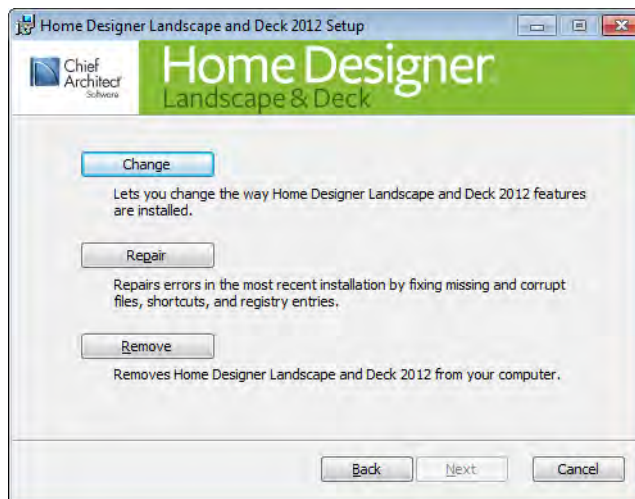 Home Designer Landscape and Deck 2012 Setup
Chief
Architect
Software
Home Designer
Landscape & Deck
Change
Lets you change the way Home Designer Landscape and Deck 2012 features
are installed.
Repair
Repairs errors in the most recent installation by fixing missing and corrupt
files, shortcuts, and registry entries.
Remove
Removes Home Designer Landscape and Deck 2012 from your computer.
Back
Next
Cancel